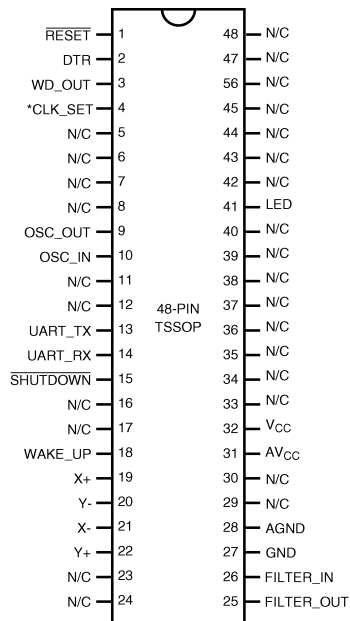 RESET 1 48 N/C
DTR 2 47 N/C
WD_OUT 3 56 N/C
*CLK_SET 4 45 N/C
N/C 5 44 N/C
N/C 6 43 N/C
N/C 7 42 N/C
N/C 8 41 LED
OSC_OUT 9 40 N/C
OSC_IN 10 39 N/C
N/C 11 38 N/C
N/C 12 37 N/C
48-PIN
TSSOP
UART_TX 13 36 N/C
UART_RX 14 35 N/C
SHUTDOWN 15 34 N/C
N/C 16 33 N/C
N/C 17 32 VCC
WAKE_UP 18 31 AVCC
X+ 19 30 N/C
Y- 20 29 N/C
X- 21 28 AGND
Y+ 22 27 GND
N/C 23 26 FILTER_IN
N/C 24 25 FILTER_OUT